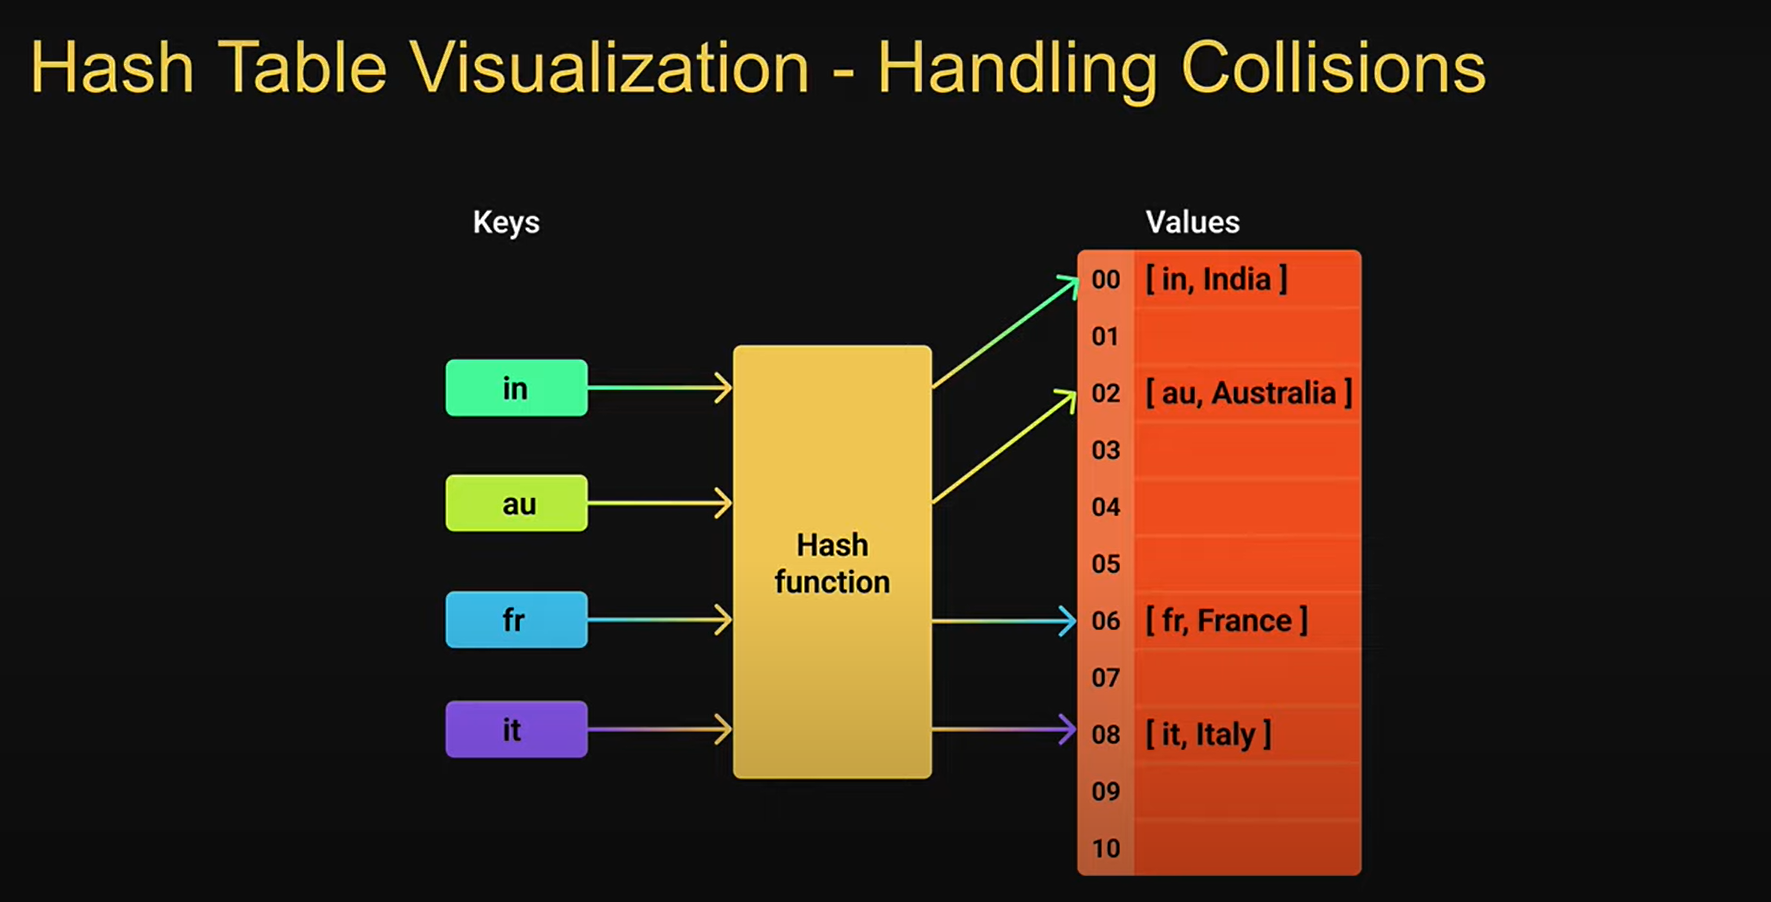 Hash Table Visualization - Handling Collisions
Keys
Values
in
au
fr
it
Hash
function
00 [ in, India ]
01
02 [ au, Australia ]
03
04
05
06 [ fr, France ]
07
08 [ it, Italy ]
09
10